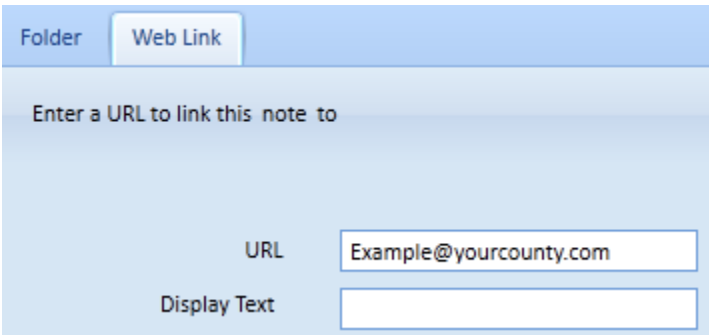 Folder Web Link
Enter a URL to link this note to
URL Example@yourcounty.com
Display Text